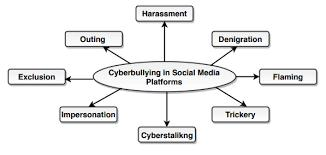 Harassment
Outing
Denigration
Exclusion
Cyberbullying in Social Media
Platforms
Flaming
Impersonation
Trickery
Cyberstalikng